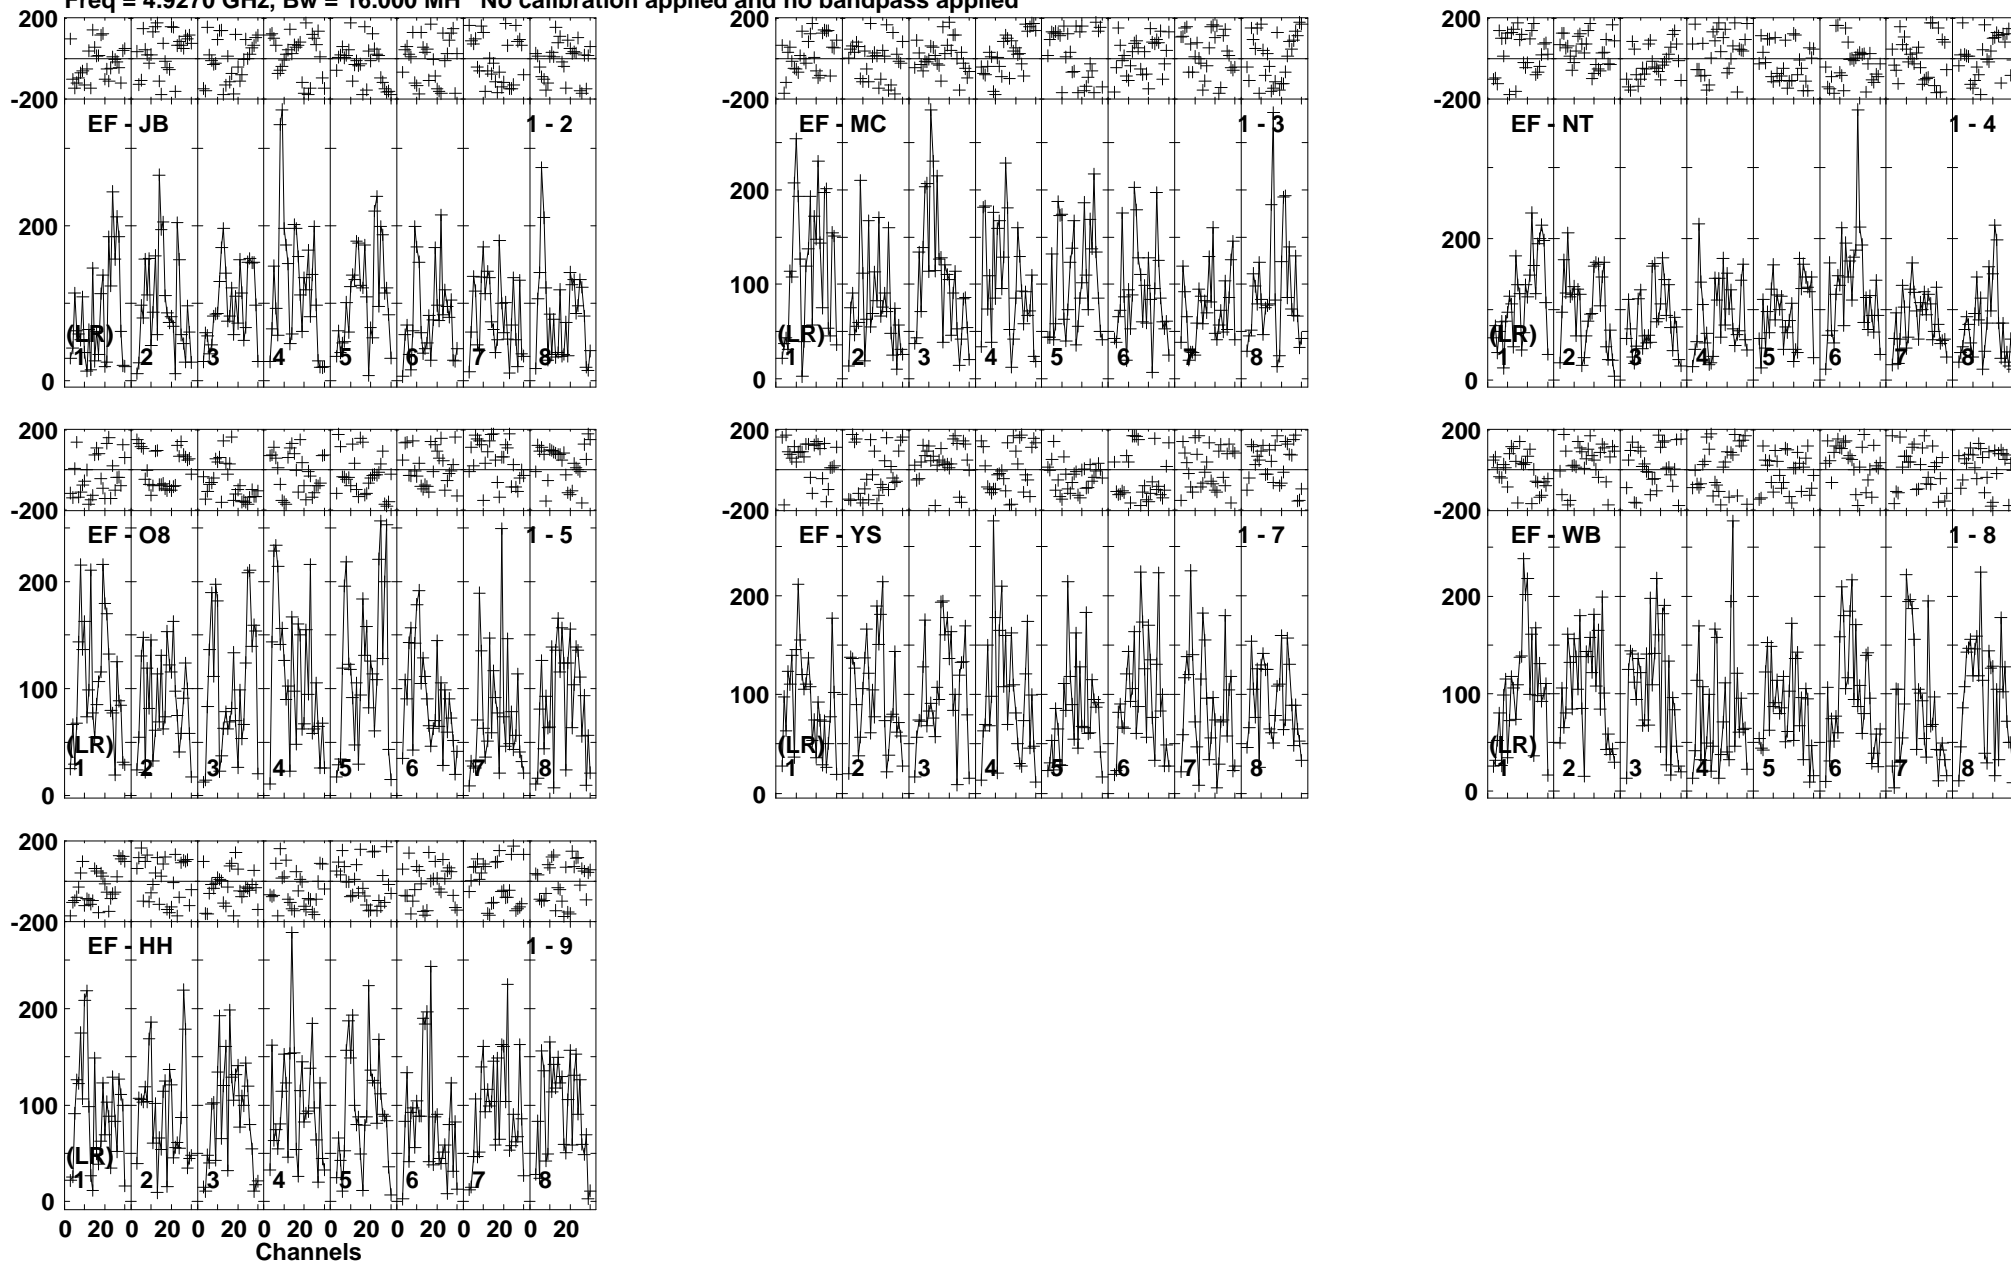 Freq = 4.9270 GHz, Bw = 16.000 MH No calibration applied and no bandpass applied
200
-200
EF - JB
1 - 2
200
0
(LR)
1 2 3 4 5 6 7 8
200
-200
EF - MC
1 - 3
200
100
0
(LR)
1 2 3 4 5 6 7 8
200
-200
EF - NT
1 - 4
200
0
(LR)
1 2 3 4 5 6 7 8
200
-200
EF - O8
1 - 5
200
100
0
(LR)
1 2 3 4 5 6 7 8
200
-200
EF - YS
1 - 7
200
100
0
(LR)
1 2 3 4 5 6 7 8
200
-200
EF - WB
1 - 8
200
100
0
(LR)
1 2 3 4 5 6 7 8
200
-200
EF - HH
1 - 9
200
100
0
(LR)
1 2 3 4 5 6 7 8
0 20 0 20 0 20 0 20 0 20 0 20 0 20 0 20
Channels